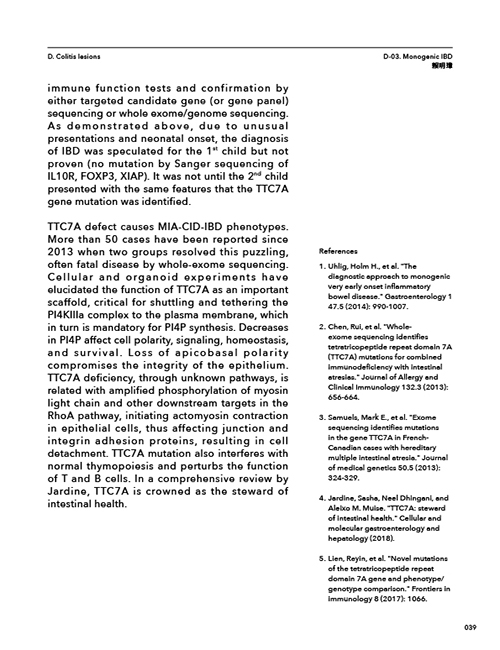 D. Colitis lesions
D-03. Monogenic IBD
賴明瑋
immune function tests and confirmation by
either targeted candidate gene (or gene panel)
sequencing or whole exome/genome sequencing.
As demonstrated above, due to unusual
presentations and neonatal onset, the diagnosis
of IBD was speculated for the 1st child but not
proven (no mutation by Sanger sequencing of
IL10R, FOXP3, XIAP). It was not until the 2nd child
presented with the same features that the TTC7A
gene mutation was identified.
TTC7A defect causes MIA-CID-IBD phenotypes.
More than 50 cases have been reported since
2013 when two groups resolved this puzzling,
often fatal disease by whole-exome sequencing.
Cellular and organoid experiments have
elucidated the function of TTC7A as an important
scaffold, critical for shuttling and tethering the
PI4KIIIa complex to the plasma membrane, which
in turn is mandatory for PI4P synthesis. Decreases
in PI4P affect cell polarity, signaling, homeostasis,
and survival. Loss of apicobasal polarity
compromises the integrity of the epithelium.
TTC7A deficiency, through unknown pathways, is
related with amplified phosphorylation of myosin
light chain and other downstream targets in the
RhoA pathway, initiating actomyosin contraction
in epithelial cells, thus affecting junction and
integrin adhesion proteins, resulting in cell
detachment. TTC7A mutation also interferes with
normal thymopoiesis and perturbs the function
of T and B cells. In a comprehensive review by
Jardine, TTC7A is crowned as the steward of
intestinal health.
References
1. Uhlig, Holm H., et al. "The
diagnostic approach to monogenic
very early onset inflammatory
bowel disease." Gastroenterology 1
47.5 (2014): 990-1007.
2. Chen, Rui, et al. "Whole-
exome sequencing identifies
tetratricopeptide repeat domain 7A
(TTC7A) mutations for combined
immunodeficiency with intestinal
atresias." Journal of Allergy and
Clinical Immunology 132.3 (2013):
656-664.
3. Samuels, Mark E., et al. "Exome
sequencing identifies mutations
in the gene TTC7A in French-
Canadian cases with hereditary
multiple intestinal atresia." Journal
of medical genetics 50.5 (2013):
324-329.
4. Jardine, Sasha, Neel Dhingani, and
Aleixo M. Muise. "TTC7A: steward
of intestinal health." Cellular and
molecular gastroenterology and
hepatology (2018).
5. Lien, Reyin, et al. "Novel mutations
of the tetratricopeptide repeat
domain 7A gene and phenotype/
genotype comparison." Frontiers in
immunology 8 (2017): 1066.
039